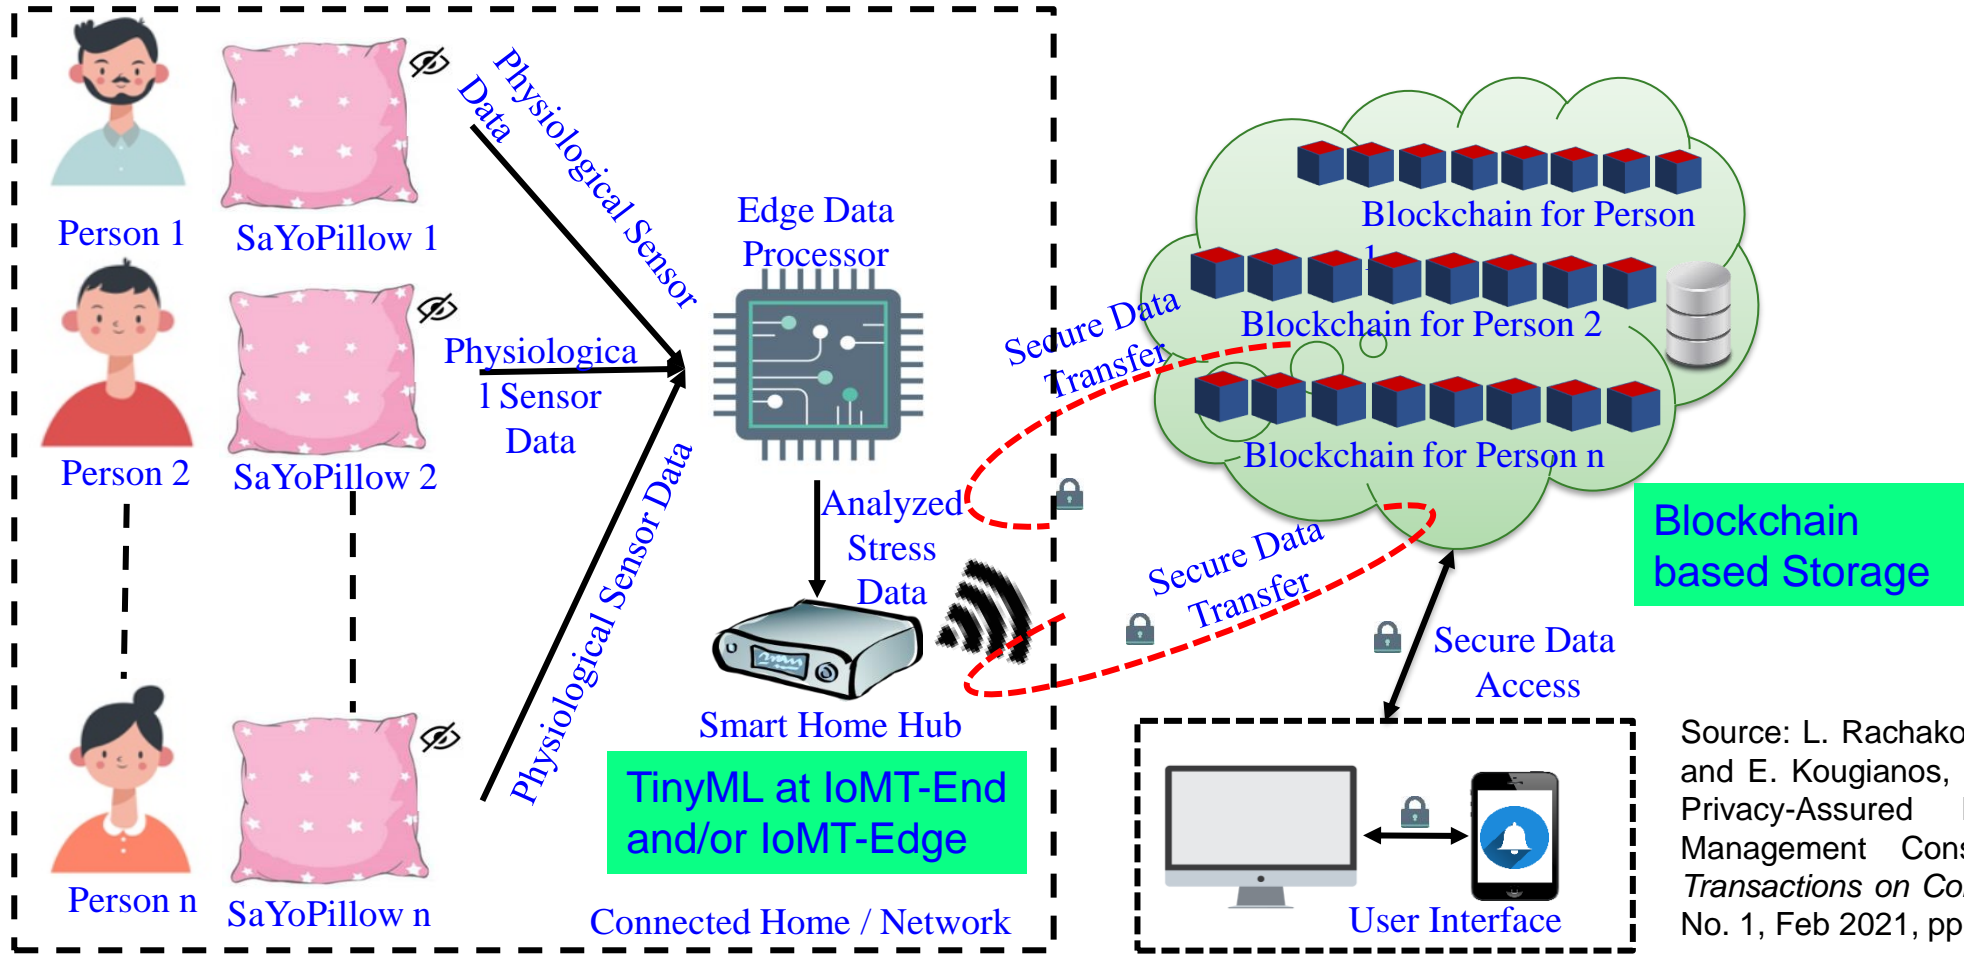 Person 1
SaYoPillow 1
Physiological Sensor
Data
Person 2
SaYoPillow 2
Physiologica
l Sensor
Data
Person n
SaYoPillow n
Physiological Sensor Data
Edge Data
Processor
Analyzed
Stress
Data
Smart Home Hub
TinyML at IoMT-End
and/or IoMT-Edge
Connected Home / Network
Secure Data
Transfer
Secure Data
Transfer
Blockchain for Person
1
Blockchain for Person 2
Blockchain for Person n
Blockchain
based Storage
Secure Data
Access
User Interface
Source: L. Rachako
and E. Kougianos,
Privacy-Assured
Management Cons
Transactions on Co
No. 1, Feb 2021, pp